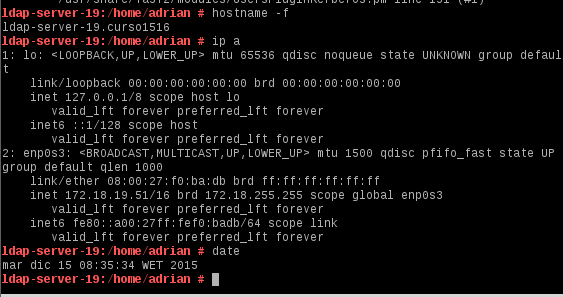 ldap-server-19:/home/adrian # hostname -f
ldap-server-19.curso1516
ldap-server-19:/home/adrian # ip a
1: lo: <LOOPBACK,UP,LOWER_UP> mtu 65536 qdisc noqueue state UNKNOWN group defaul
t
    link/loopback 00:00:00:00:00:00 brd 00:00:00:00:00:00
    inet 127.0.0.1/8 scope host lo
       valid_lft forever preferred_lft forever
    inet6 ::1/128 scope host
       valid_lft forever preferred_lft forever
2: enp0s3: <BROADCAST,MULTICAST,UP,LOWER_UP> mtu 1500 qdisc pfifo_fast state UP
group default qlen 1000
    link/ether 08:00:27:f0:ba:db brd ff:ff:ff:ff:ff:ff
    inet 172.18.19.51/16 brd 172.18.255.255 scope global enp0s3
       valid_lft forever preferred_lft forever
    inet6 fe80::a00:27ff:fef0:badb/64 scope link
       valid_lft forever preferred_lft forever
ldap-server-19:/home/adrian # date
mar dic 15 08:35:34 WET 2015
ldap-server-19:/home/adrian #